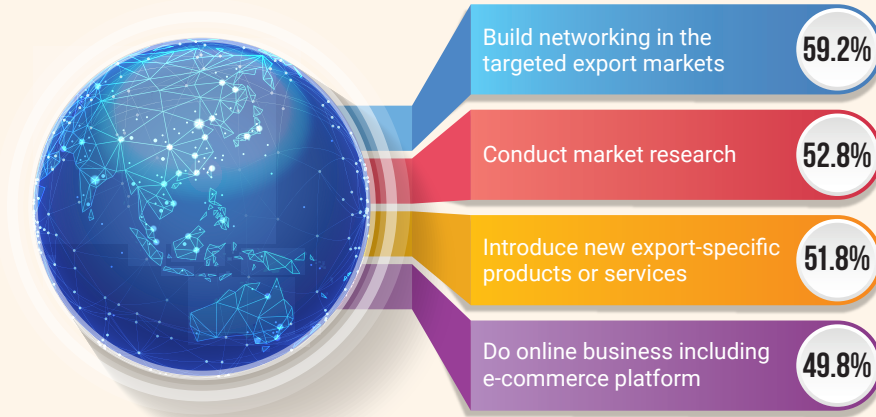 Build networking in the
targeted export markets
59.2%
Conduct market research
52.8%
Introduce new export-specific
products or services
51.8%
Do online business including
e-commerce platform
49.8%